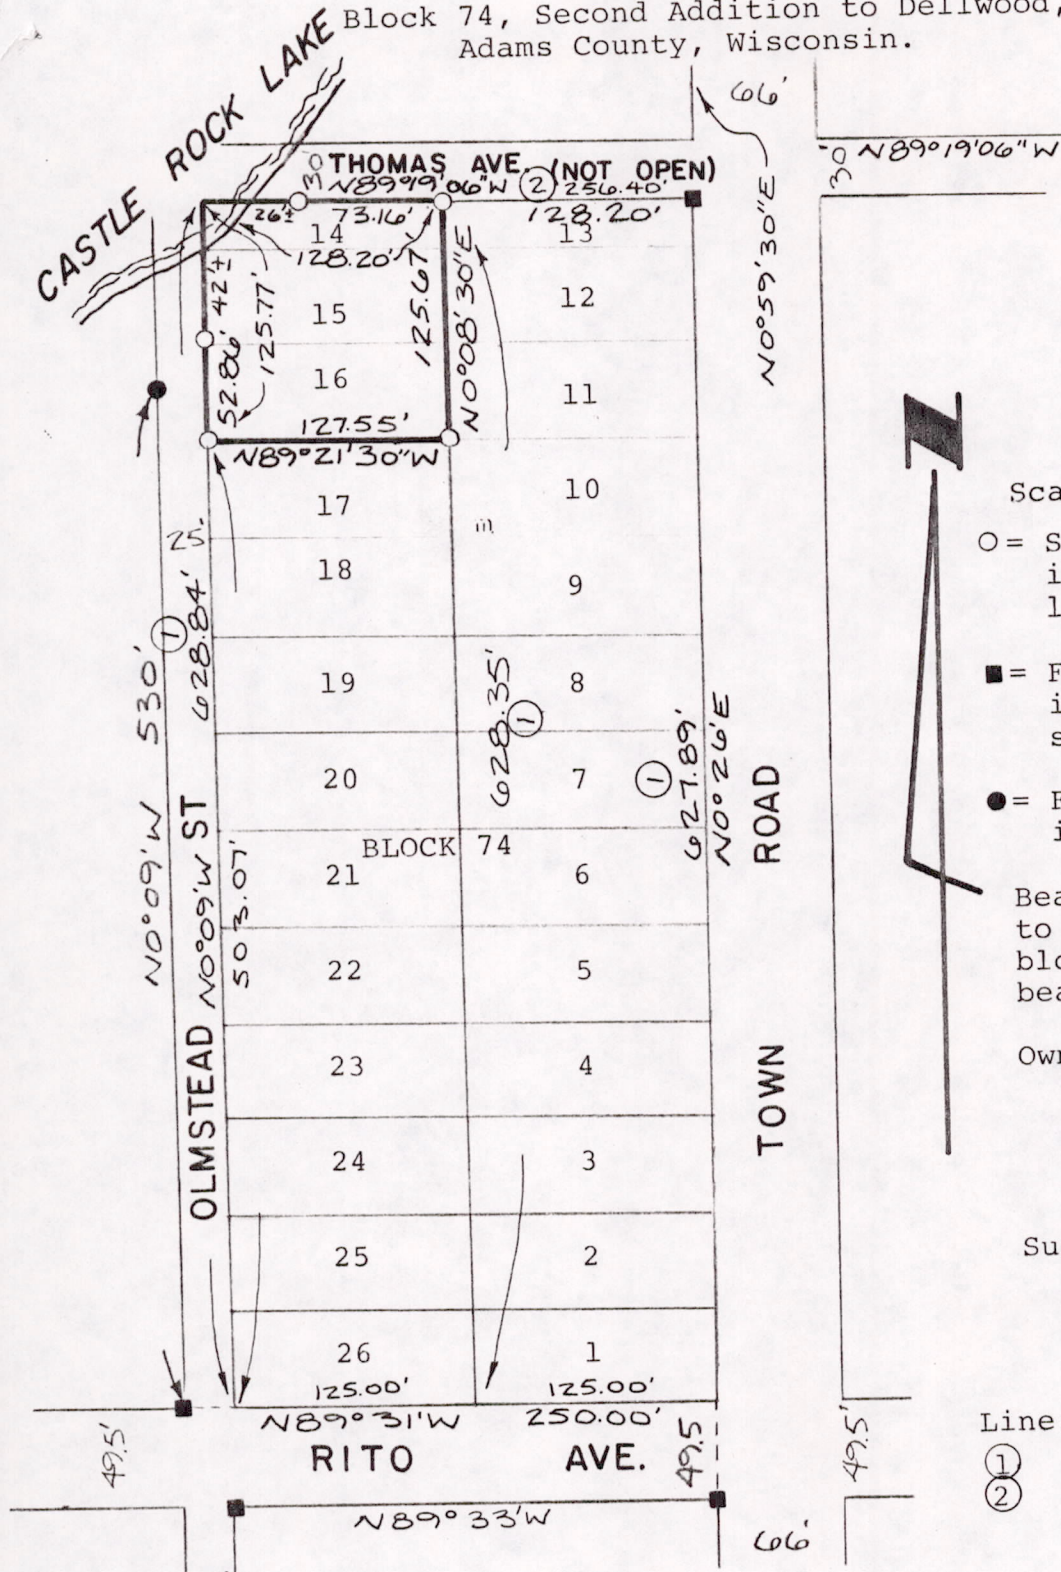 Block 74, Second Addition to Dellwood,
Adams County, Wisconsin.
CASTLE ROCK LAKE
66'
30
THOMAS AVE. (NOT OPEN)
N89°19'06"W ② 256.40'
30' N89°19'06"W
26'± 73.16' 128.20'
14 13
128.20'
42'±
125.77'
125.67'
N0°08'30"E
N0°59'30"E
15 12
52.86'
16 11
127.55'
N89°21'30"W
17 10
25.
18 9
N0°09'W 530'
①
628.84'
19 8
628.35'
①
20 7
①
627.89'
N0°26'E
BLOCK 74
21 6
503.07'
N0°09'W
OLMSTEAD ST
TOWN ROAD
22 5
23 4
24 3
25 2
26 1
125.00' 125.00'
N89°31'W 250.00'
49.5'
RITO AVE.
49.5
49.5'
N89°33'W
66'
N
Sca
O = S
i
l
■ = F
i
s
● = F
i
Bea
to
blo
bea
Own
Su
Line
①
②